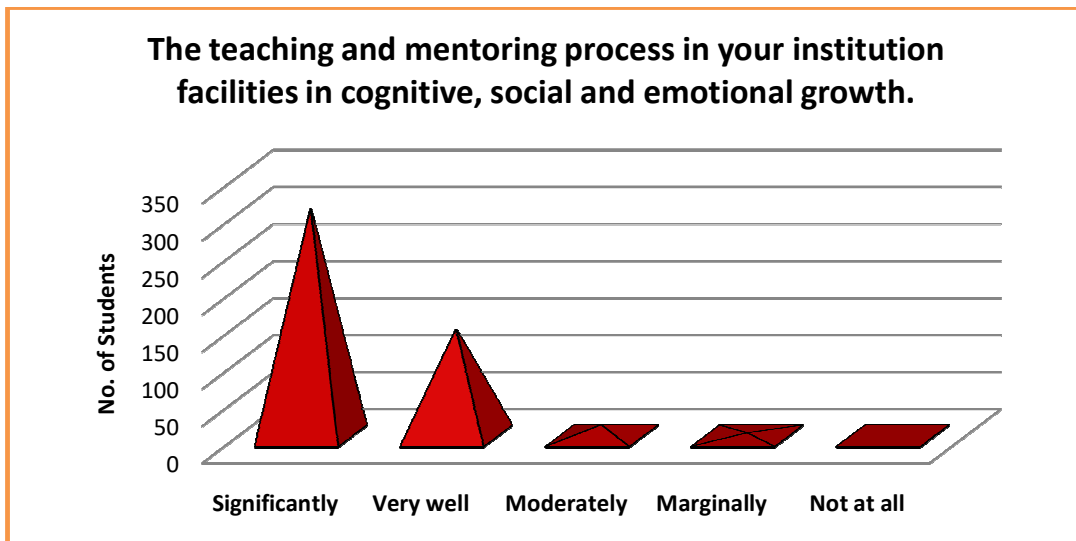 The teaching and mentoring process in your institution
facilities in cognitive, social and emotional growth.
350
300
250
200
150
100
50
0
No. of Students
Significantly
Very well
Moderately
Marginally
Not at all